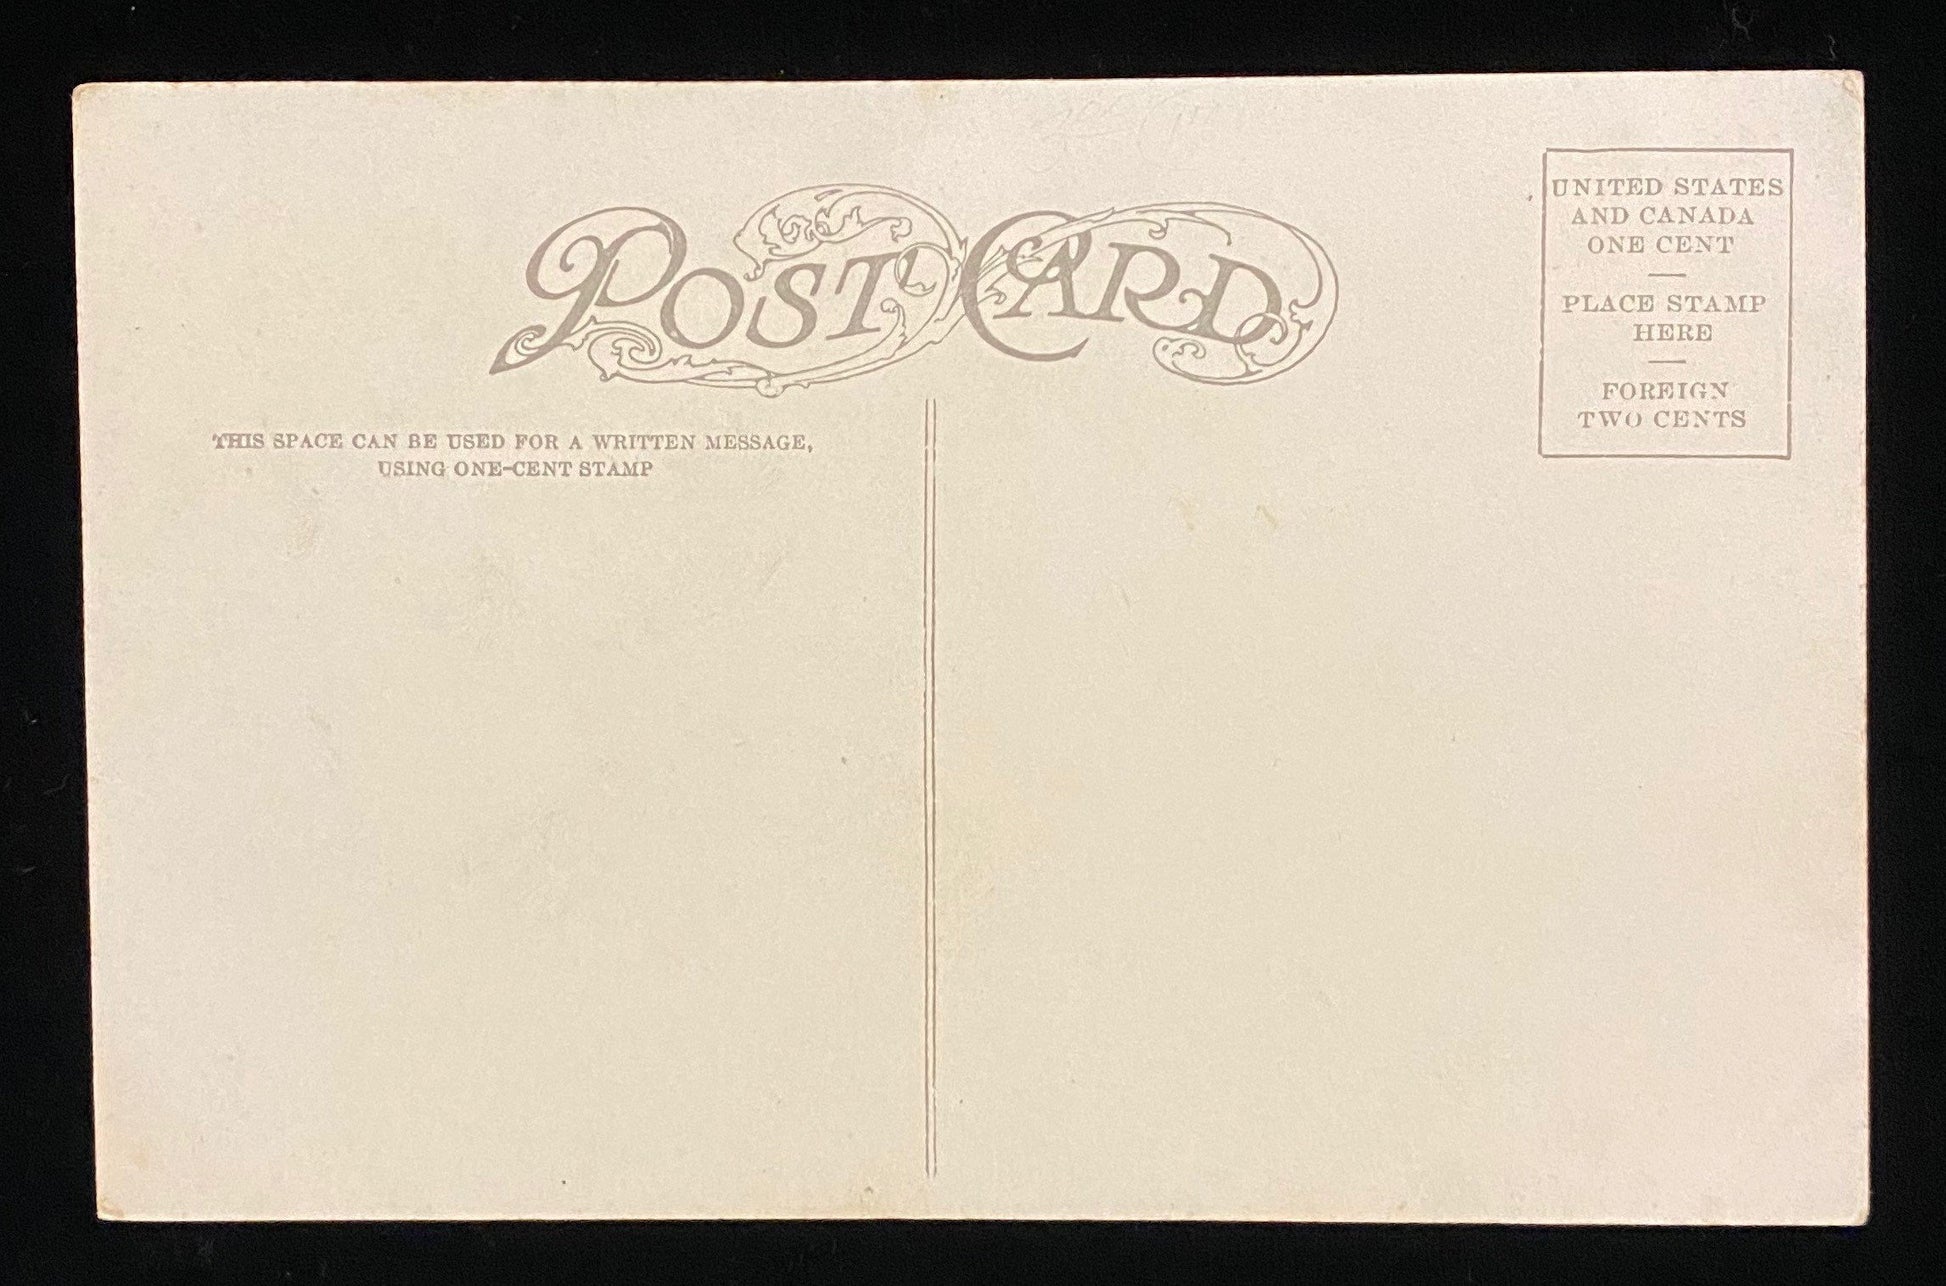 POST CARD
UNITED STATES
AND CANADA
ONE CENT
PLACE STAMP
HERE
FOREIGN
TWO CENTS
THIS SPACE CAN BE USED FOR A WRITTEN MESSAGE,
USING ONE-CENT STAMP